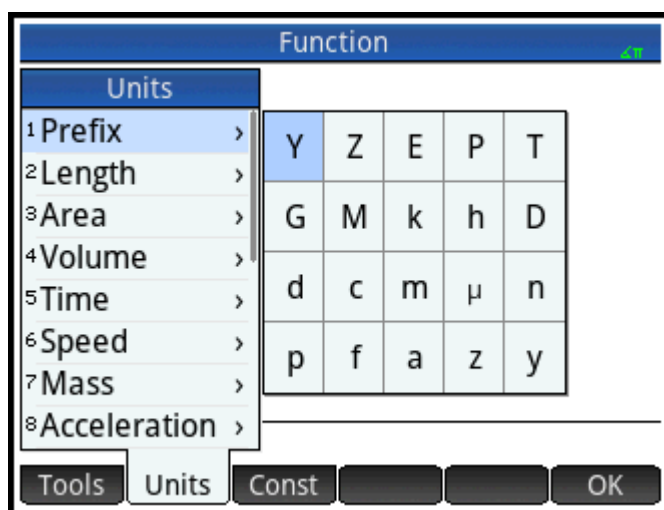 Function
∡π
Units
1 Prefix >
2 Length >
3 Area >
4 Volume >
5 Time >
6 Speed >
7 Mass >
8 Acceleration >
Y Z E P T
G M k h D
d c m µ n
p f a z y
Tools Units Const OK